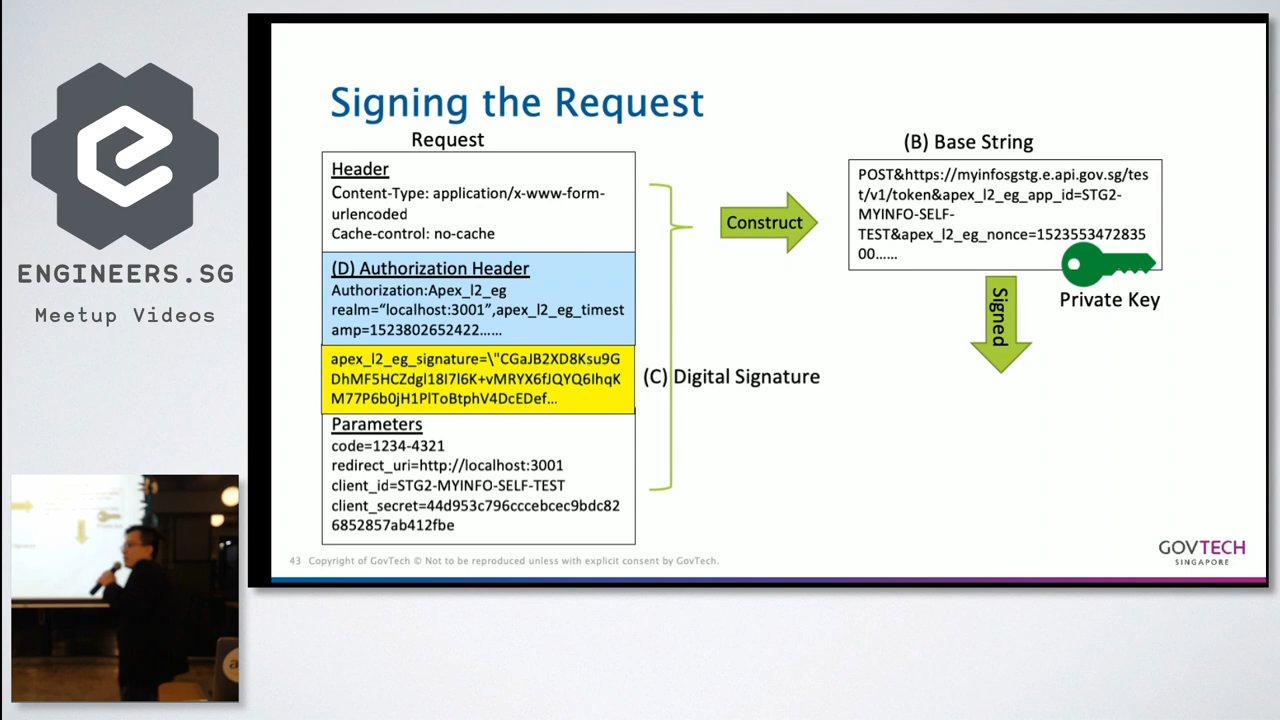 ENGINEERS.SG
Meetup Videos
Signing the Request
Request
Header
Content-Type: application/x-www-form-
urlencoded
Cache-control: no-cache
(D) Authorization Header
Authorization:Apex_l2_eg
realm=“localhost:3001”,apex_l2_eg_timest
amp=1523802652422......
apex_l2_eg_signature=\"CGaJB2XD8Ksu9G
DhMF5HCZdgl18I7l6K+vMRYX6fJQYQ6IhqK
M77P6b0jH1PlToBtphV4DcEDef...
(C) Digital Signature
Parameters
code=1234-4321
redirect_uri=http://localhost:3001
client_id=STG2-MYINFO-SELF-TEST
client_secret=44d953c796cccebcec9bdc82
6852857ab412fbe
Construct
(B) Base String
POST&https://myinfosgstg.e.api.gov.sg/tes
t/v1/token&apex_l2_eg_app_id=STG2-
MYINFO-SELF-
TEST&apex_l2_eg_nonce=1523553472835
00......
Private Key
Signed
43 Copyright of GovTech © Not to be reproduced unless with explicit consent by GovTech.
GOVTECH
SINGAPORE